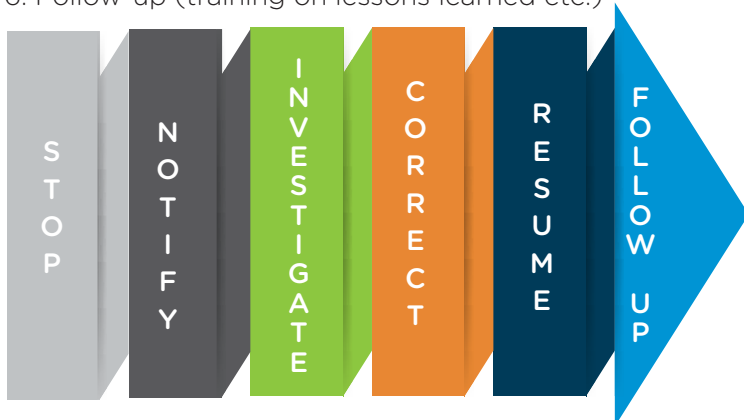 6. Follow-up (training on lessons learned etc.)
STOP
NOTIFY
INVESTIGATE
CORRECT
RESUME
FOLLOW UP